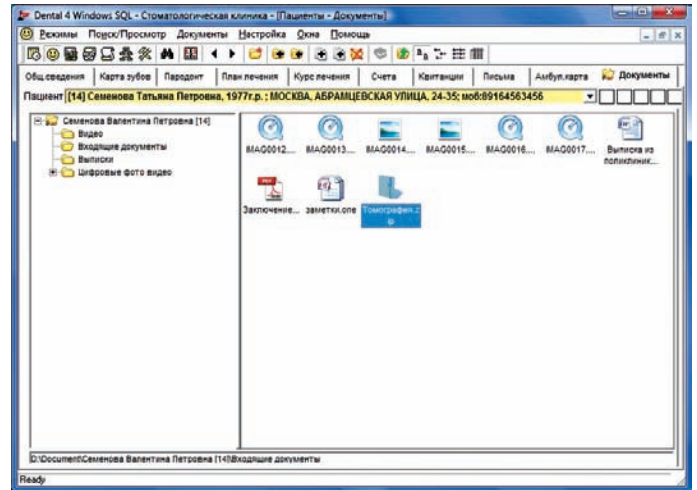 Dental 4 Windows SQL - Стоматологическая клиника - [Пациенты - Документы]
Режимы Поиск/Просмотр Документы Настройка Окна Помощь
Общ.сведения Карта зубов Пародонт План лечения Курс лечения Счета Квитанции Письма Амбул.карта Документы
Пациент [14] Семенова Татьяна Петровна, 1977г.р.; МОСКВА, АБРАМЦЕВСКАЯ УЛИЦА, 24-35; моб:89164563456
Семенова Валентина Петровна [14]
Видео
Входящие документы
Выписки
Цифровые фото видео
MAG0012... MAG0013... MAG0014... MAG0015... MAG0016... MAG0017... Выписка из
поликлиник...
Заключение... заметки.one Томография.z
ip
D:\Document\Семенова Валентина Петровна [14]\Входящие документы
Ready